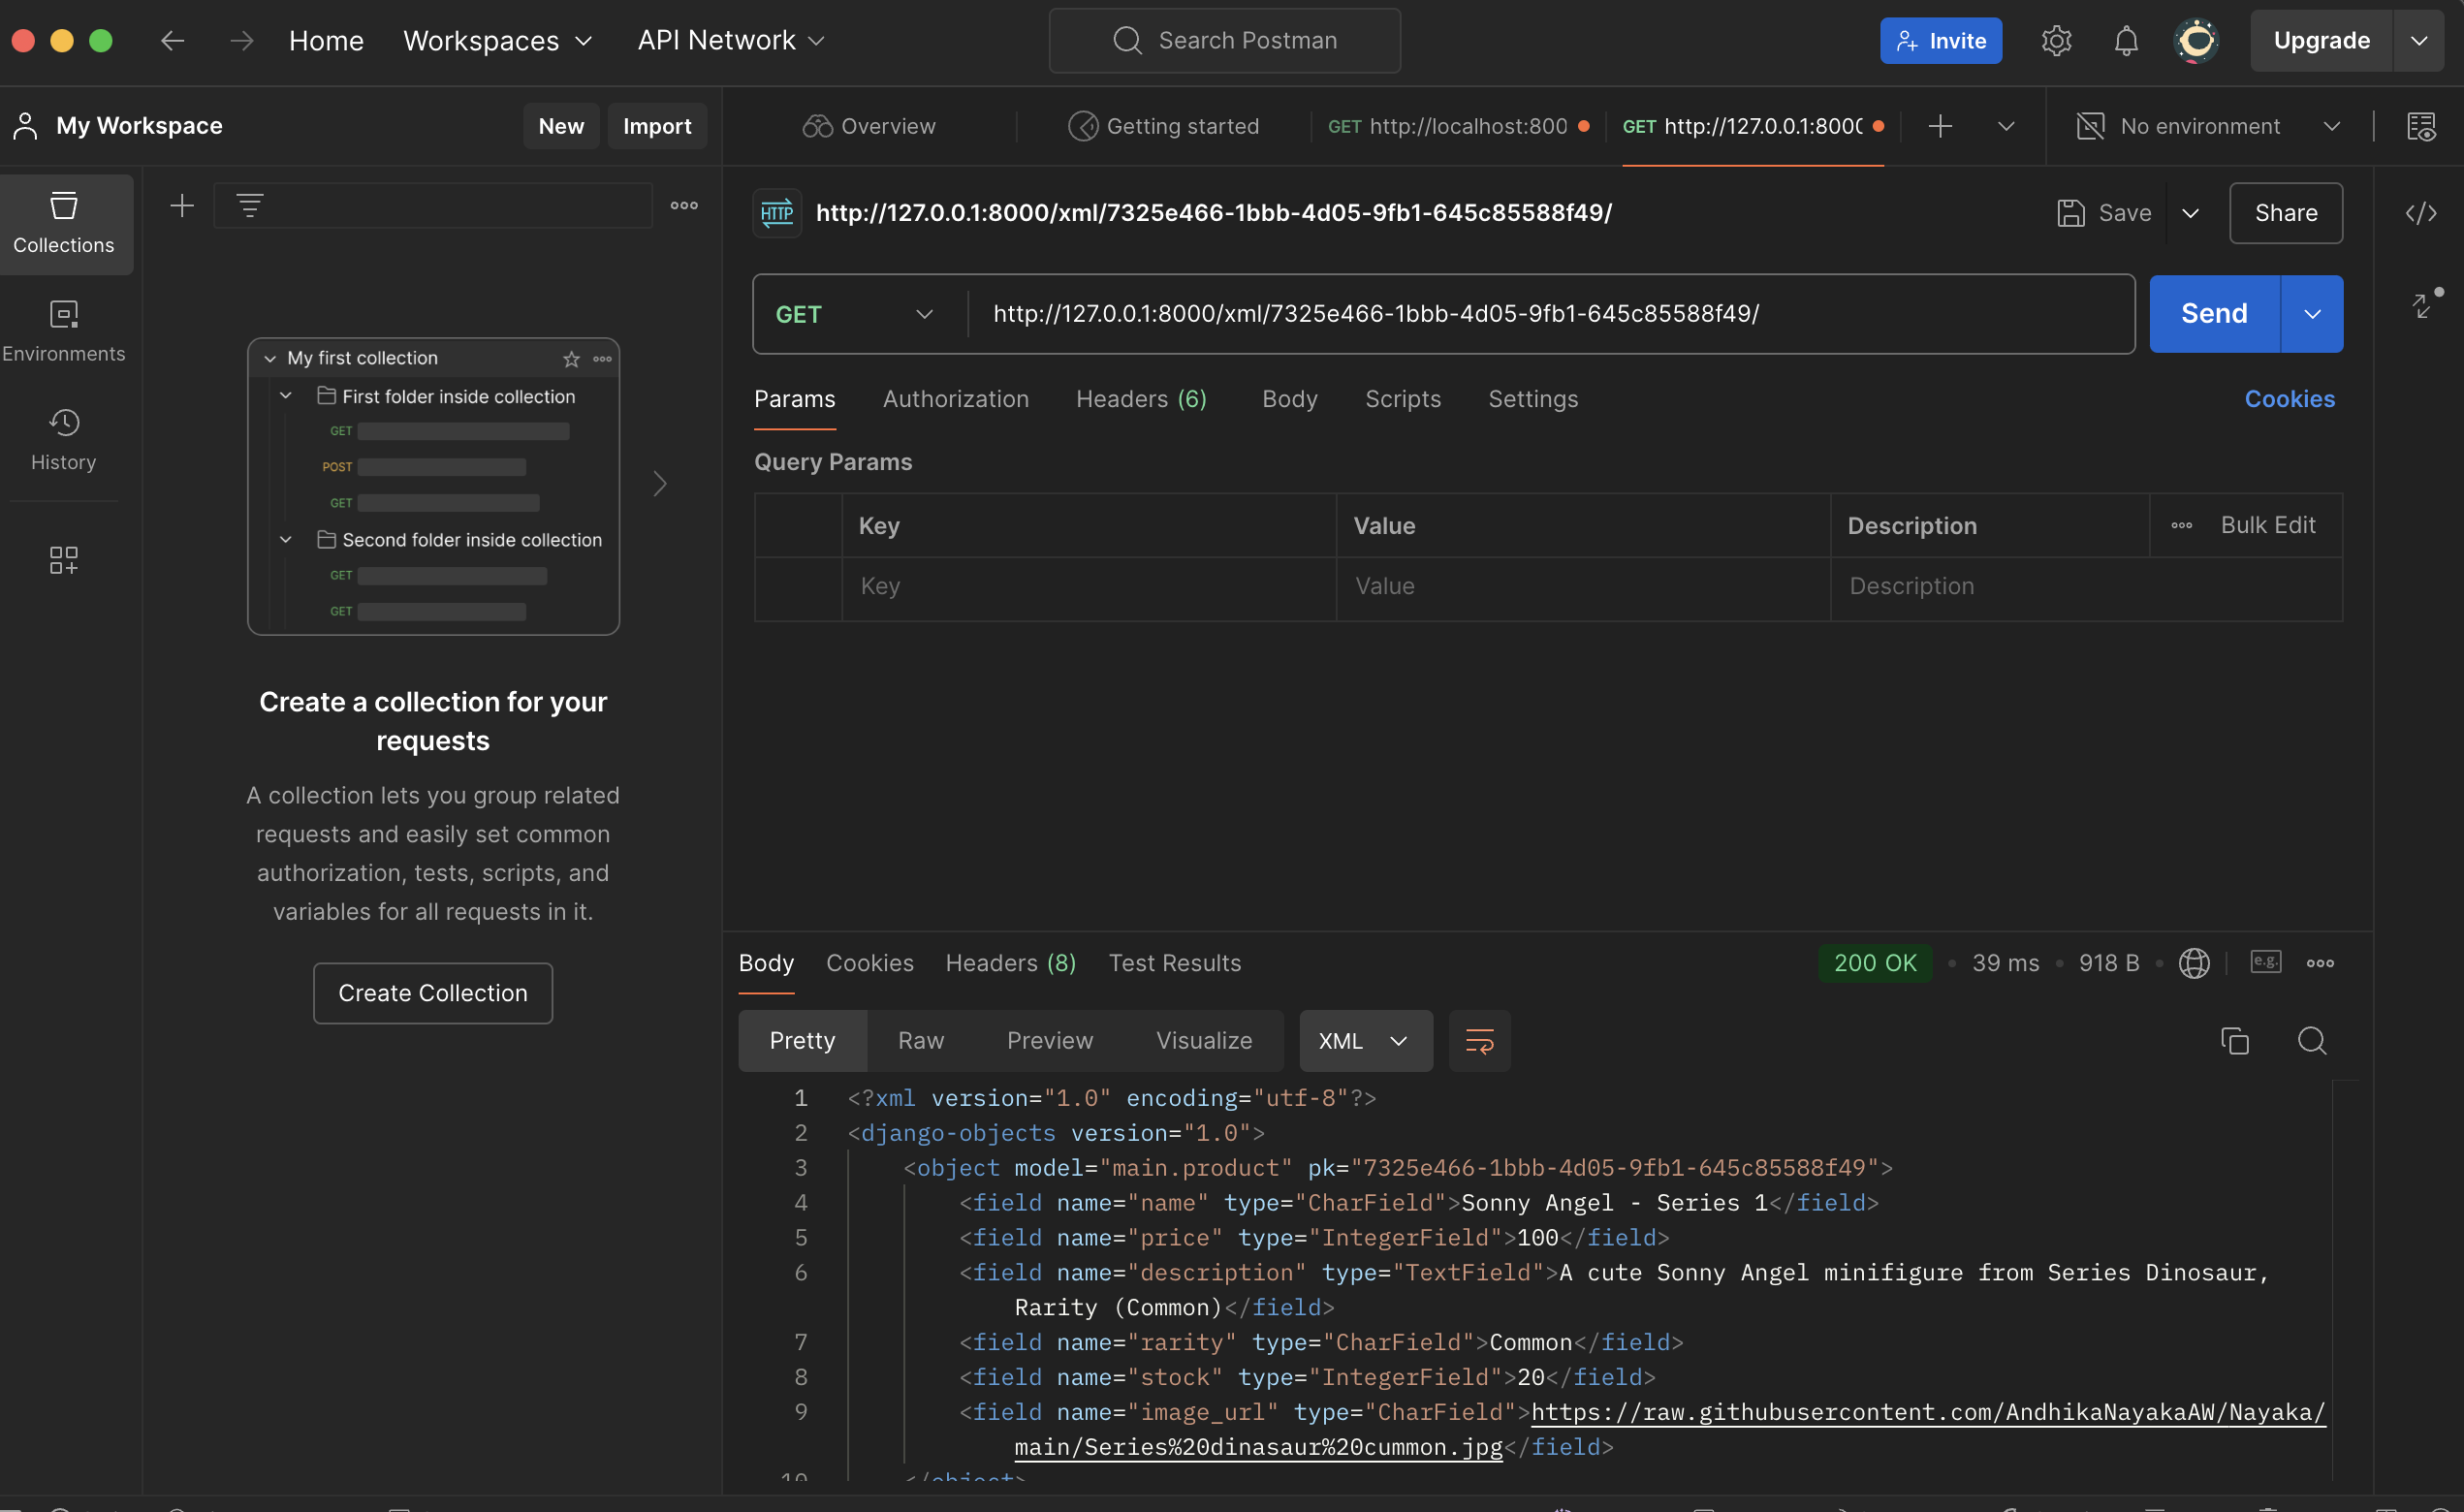 Home Workspaces API Network Search Postman Invite Upgrade
My Workspace New Import
Overview Getting started GET http://localhost:800 GET http://127.0.0.1:8000 No environment
Collections
Environments
History
My first collection
First folder inside collection
GET
POST
GET
Second folder inside collection
GET
GET
Create a collection for your
requests
A collection lets you group related
requests and easily set common
authorization, tests, scripts, and
variables for all requests in it.
Create Collection
HTTP http://127.0.0.1:8000/xml/7325e466-1bbb-4d05-9fb1-645c85588f49/ Save Share
GET http://127.0.0.1:8000/xml/7325e466-1bbb-4d05-9fb1-645c85588f49/ Send
Params Authorization Headers (6) Body Scripts Settings Cookies
Query Params
Key Value Description Bulk Edit
Key Value Description
Body Cookies Headers (8) Test Results 200 OK 39 ms 918 B e.g.
Pretty Raw Preview Visualize XML
1 <?xml version="1.0" encoding="utf-8"?>
2 <django-objects version="1.0">
3 <object model="main.product" pk="7325e466-1bbb-4d05-9fb1-645c85588f49">
4 <field name="name" type="CharField">Sonny Angel - Series 1</field>
5 <field name="price" type="IntegerField">100</field>
6 <field name="description" type="TextField">A cute Sonny Angel minifigure from Series Dinosaur,
Rarity (Common)</field>
7 <field name="rarity" type="CharField">Common</field>
8 <field name="stock" type="IntegerField">20</field>
9 <field name="image_url" type="CharField">https://raw.githubusercontent.com/AndhikaNayakaAW/Nayaka/
main/Series%20dinasaur%20cummon.jpg</field>
10 </object>